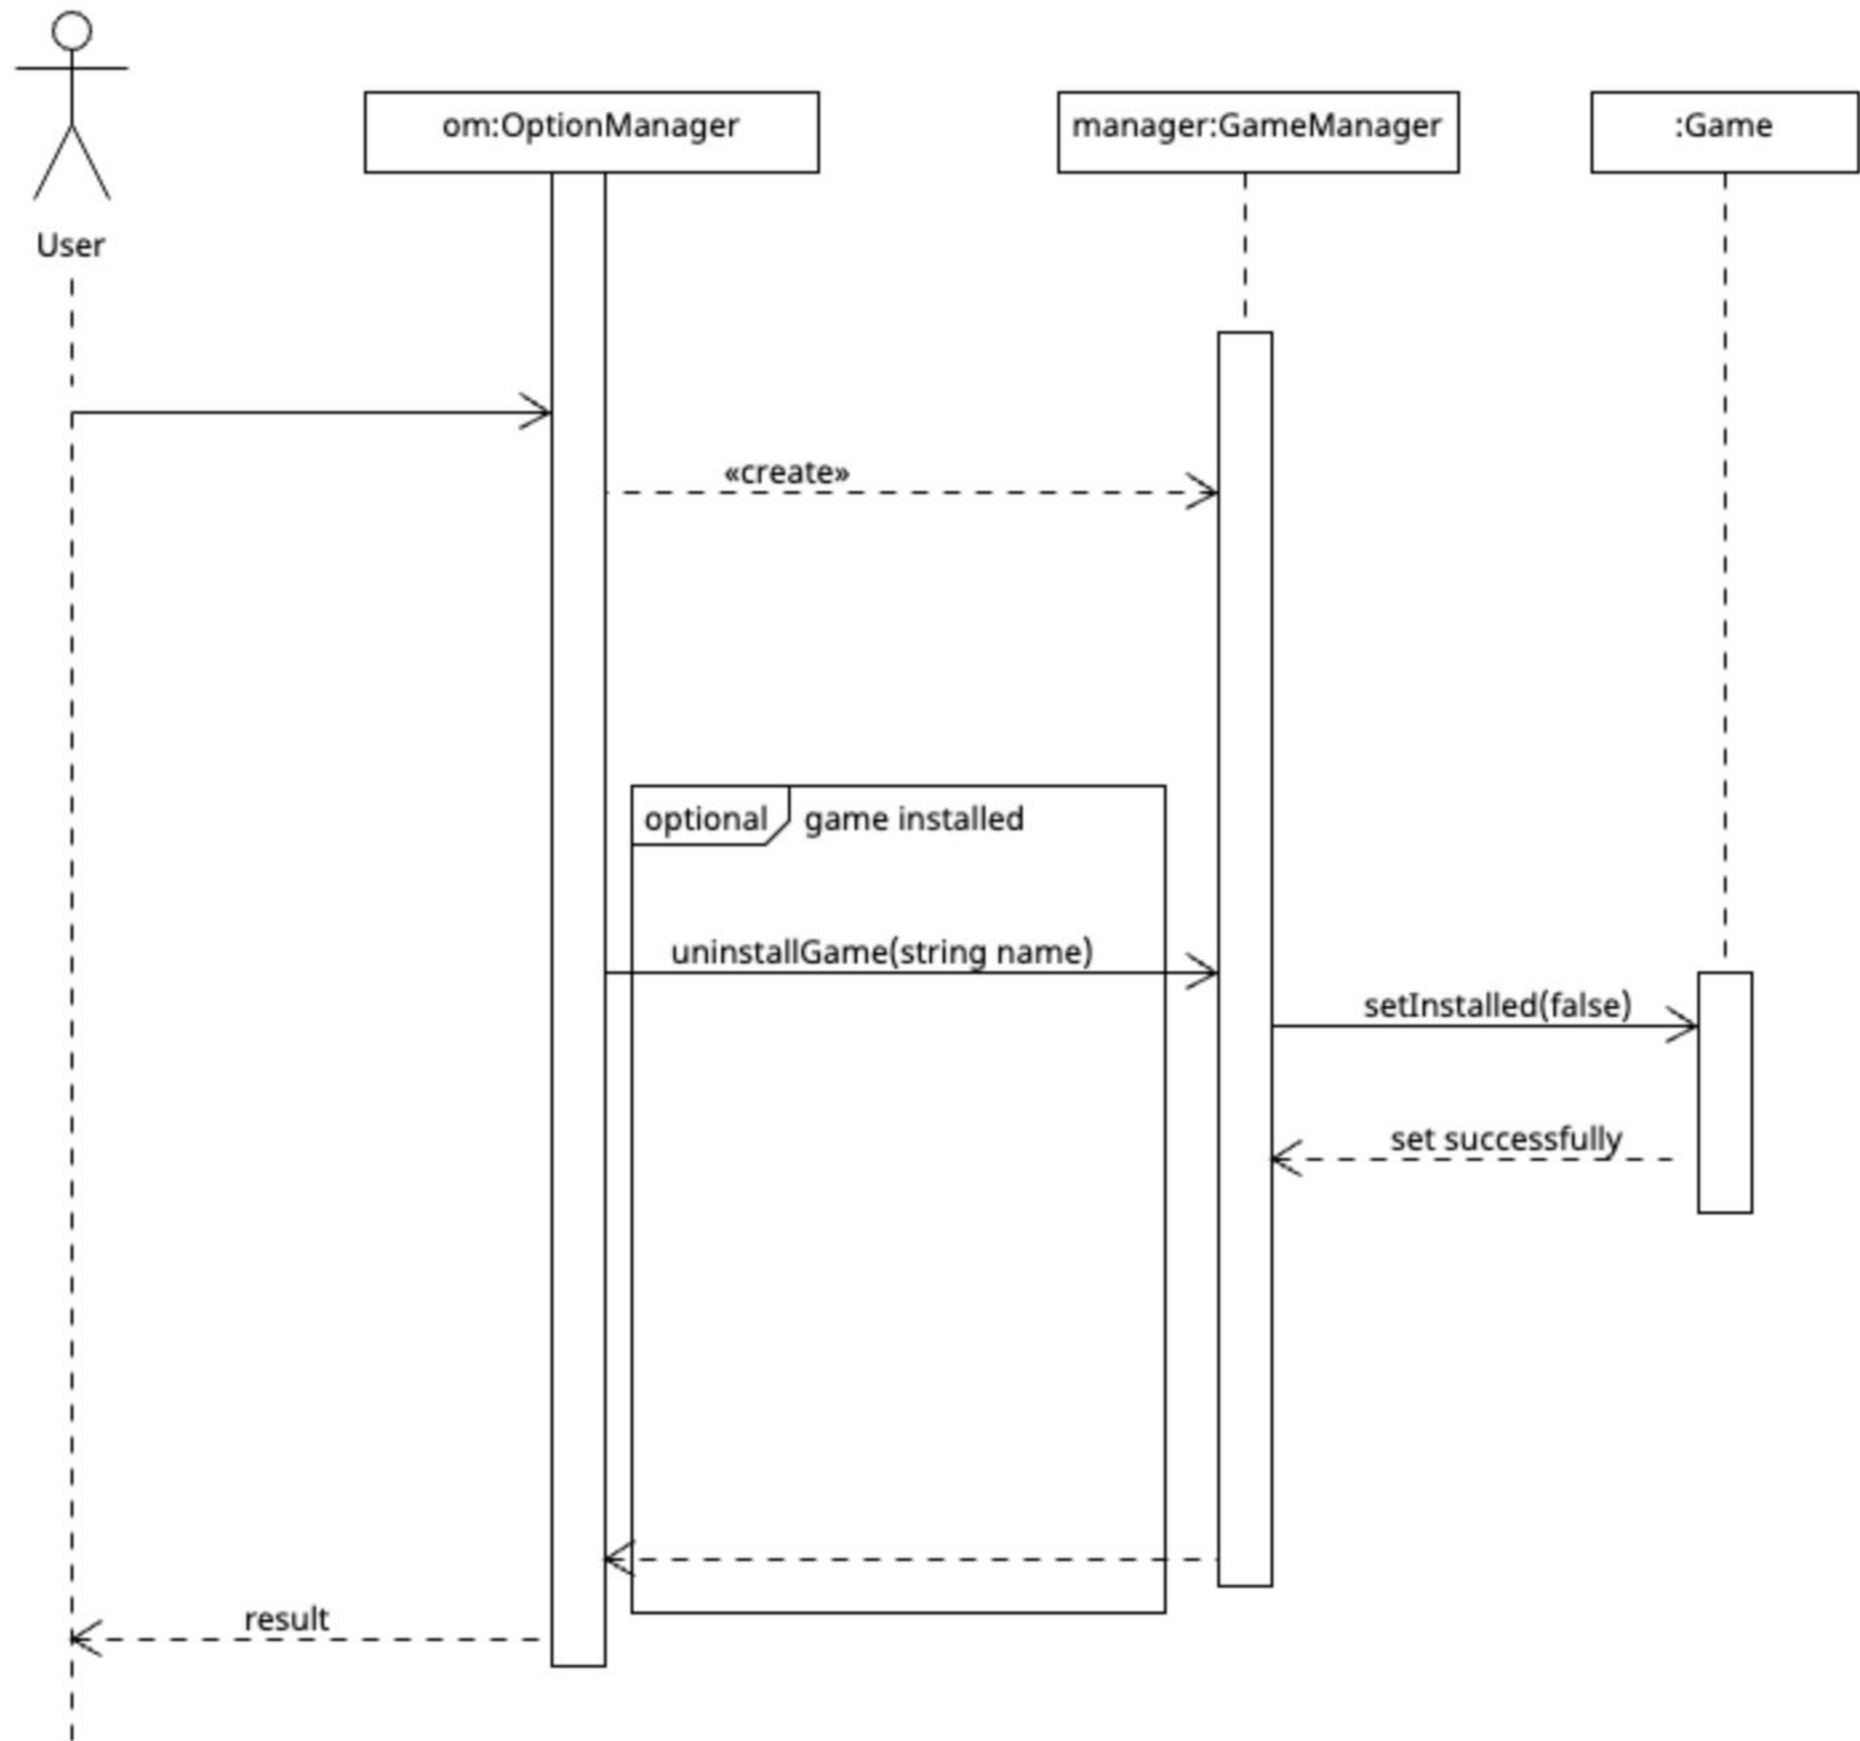 om:OptionManager
manager:GameManager
:Game
User
«create»
optional
game installed
uninstallGame(string name)
setInstalled(false)
set successfully
result